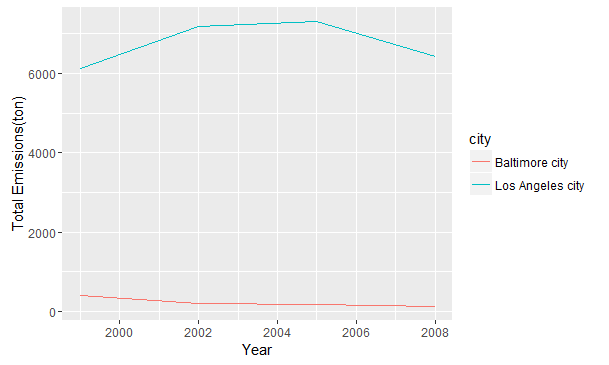 Total Emissions(ton)
6000
4000
2000
0
2000
2002
2004
2006
2008
Year
city
Baltimore city
Los Angeles city